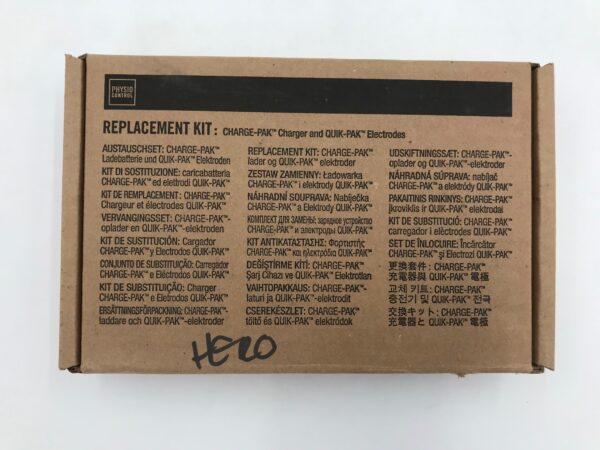 PHYSIO
CONTROL
REPLACEMENT KIT: CHARGE-PAK™ Charger and QUIK-PAK™ Electrodes
AUSTAUSCHSET: CHARGE-PAK™
Ladebatterie und QUIK-PAK™ Elektroden
KIT DI SOSTITUZIONE: caricabatteria
CHARGE-PAK™ ed elettrodi QUIK-PAK™
KIT DE REMPLACEMENT: CHARGE-PAK™
Chargeur et électrodes QUIK-PAK™
VERVANGINGSSET: CHARGE-PAK™-
oplader en QUIK-PAK™-elektroden
KIT DE SUSTITUCIÓN: Cargador
CHARGE-PAK™ y Electrodos QUIK-PAK™
CONJUNTO DE SUBSTITUIÇÃO: Carregador
CHARGE-PAK™ e Eléctrodos QUIK-PAK™
KIT DE SUBSTITUIÇÃO: Charger
CHARGE-PAK™ e Eletrodos QUIK-PAK™
ERSÄTTNINGSFÖRPACKNING: CHARGE-PAK™-
laddare och QUIK-PAK™-elektroder
REPLACEMENT KIT: CHARGE-PAK™
lader og QUIK-PAK™ elektroder
ZESTAW ZAMIENNY: Ładowarka
CHARGE-PAK™ i elektrody QUIK-PAK™
NÁHRADNÍ SOUPRAVA: Nabíječka
CHARGE-PAK™ a Elektrody QUIK-PAK™
КОМПЛЕКТ ДЛЯ ЗАМЕНЫ: зарядное устройство
CHARGE-PAK™ и электроды QUIK-PAK™
ΚΙΤ ΑΝΤΙΚΑΤΑΣΤΑΣΗΣ: Φορτιστής
CHARGE-PAK™ και ηλεκτρόδια QUIK-PAK™
DEĞİŞTİRME KİTİ: CHARGE-PAK™
Şarj Cihazı ve QUIK-PAK™ Elektrotları
VAIHTOPAKKAUS: CHARGE-PAK™-
laturi ja QUIK-PAK™-elektrodit
CSEREKÉSZLET: CHARGE-PAK™
töltő és QUIK-PAK™ elektródok
UDSKIFTNINGSSÆT: CHARGE-PAK™-
oplader og QUIK-PAK™-elektroder
NÁHRADNÁ SÚPRAVA: nabíjač
CHARGE-PAK™ a elektródy QUIK-PAK™
PAKAITINIS RINKINYS: CHARGE-PAK™
įkroviklis ir QUIK-PAK™ elektrodai
KIT DE SUBSTITUCIÓ: CHARGE-PAK™
carregador i elèctrodes QUIK-PAK™
SET DE ÎNLOCUIRE: Încărcător
CHARGE-PAK™ şi Electrozi QUIK-PAK™
更換套件: CHARGE-PAK™
充電器與 QUIK-PAK™ 電極
고체 키트: CHARGE-PAK™
충전기 및 QUIK-PAK™ 전극
交換キット: CHARGE-PAK™
充電器と QUIK-PAK™ 電極
HERO